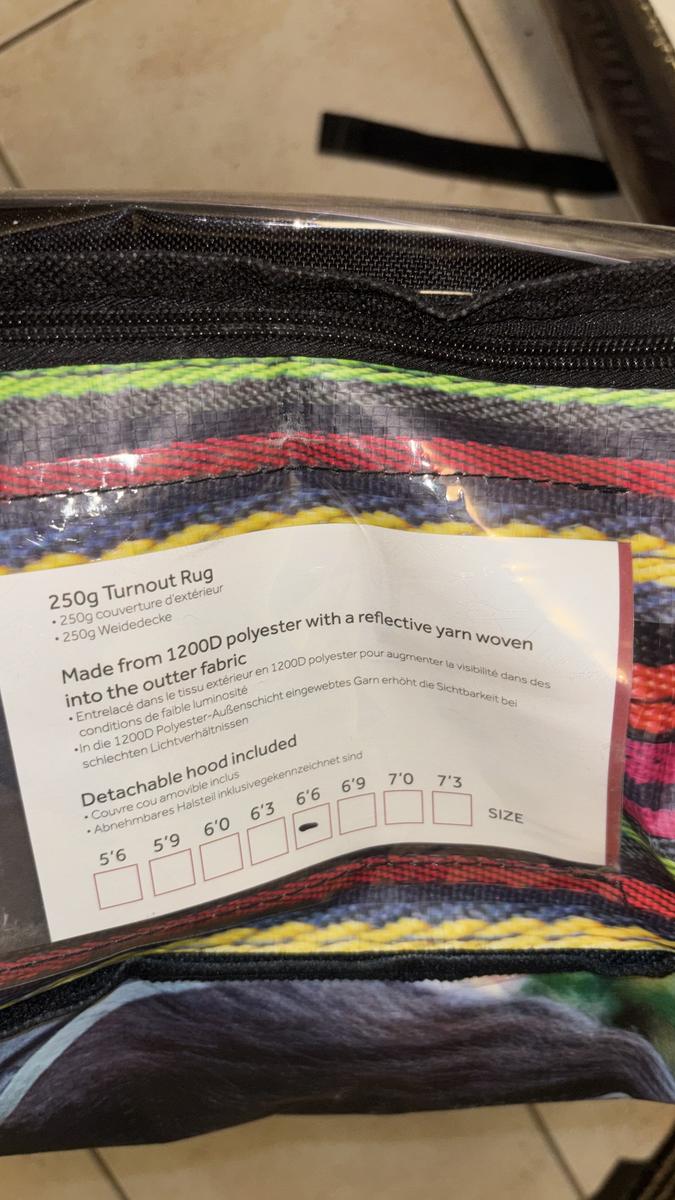 250g Turnout Rug
• 250g couverture d'extérieur
• 250g Weidedecke
Made from 1200D polyester with a reflective yarn woven
into the outter fabric
• Entrelacé dans le tissu extérieur en 1200D polyester pour augmenter la visibilité dans des
conditions de faible luminosité
• In die 1200D Polyester-Außenschicht eingewebtes Garn erhöht die Sichtbarkeit bei
schlechten Lichtverhältnissen
Detachable hood included
• Couvre cou amovible inclus
• Abnehmbares Halsteil inklusivegekennzeichnet sind
5'6 5'9 6'0 6'3 6'6 6'9 7'0 7'3
SIZE